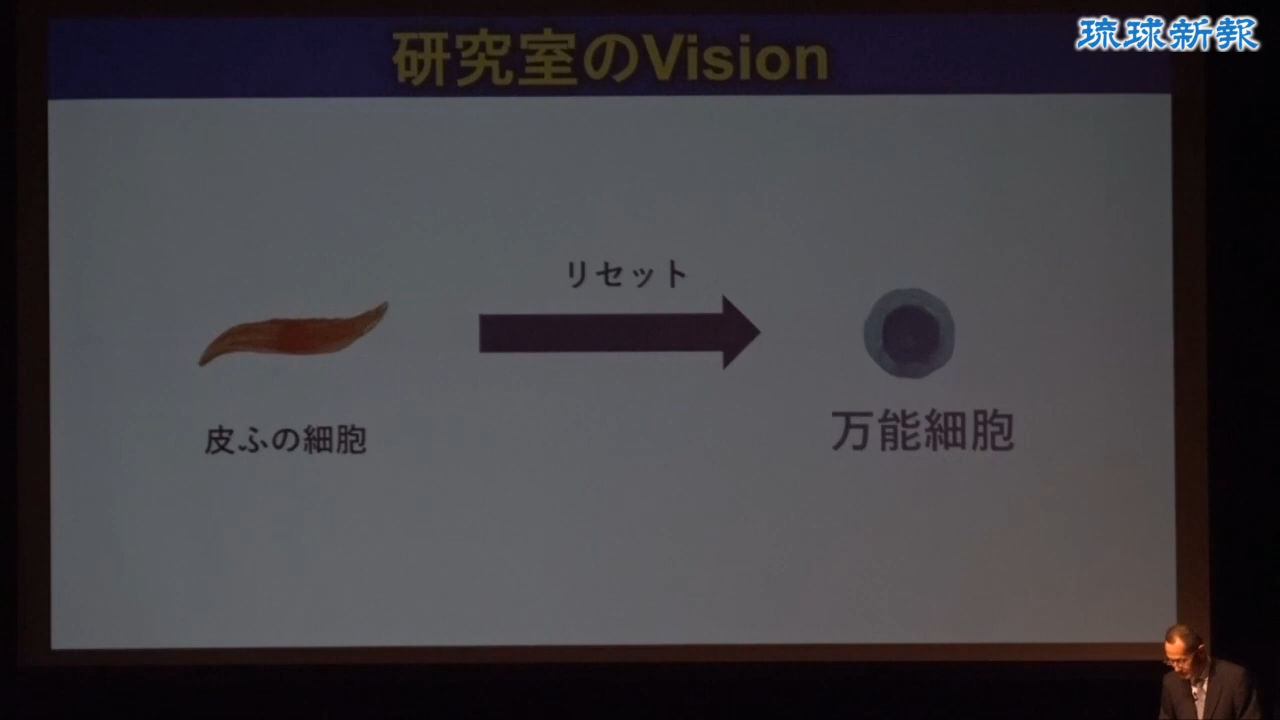 琉球新報
研究室のVision
リセット
皮ふの細胞
万能細胞